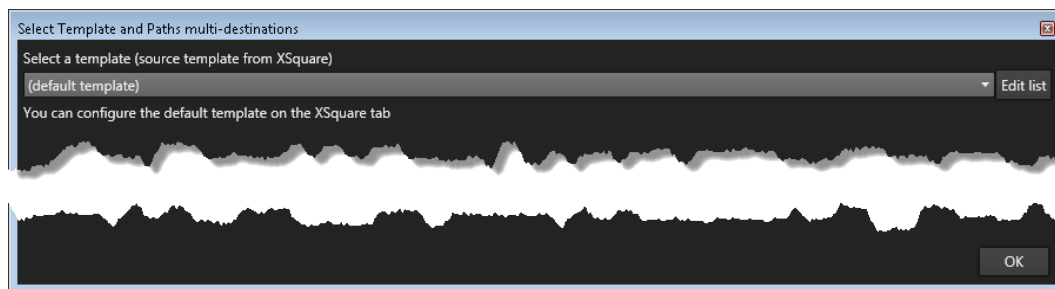 Select Template and Paths multi-destinations
Select a template (source template from XSquare)
(default template) Edit list
You can configure the default template on the XSquare tab
OK